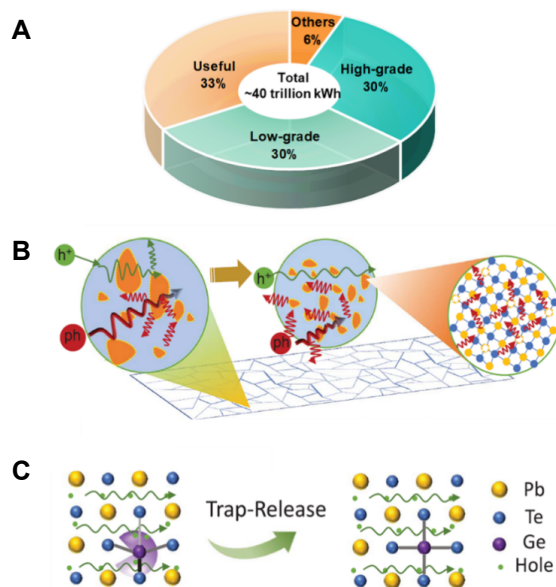 A
Others
6%
Useful
33%
High-grade
30%
Total
~40 trillion kWh
Low-grade
30%
B
h+
h+
ph
ph
C
Trap-Release
Pb
Te
Ge
Hole